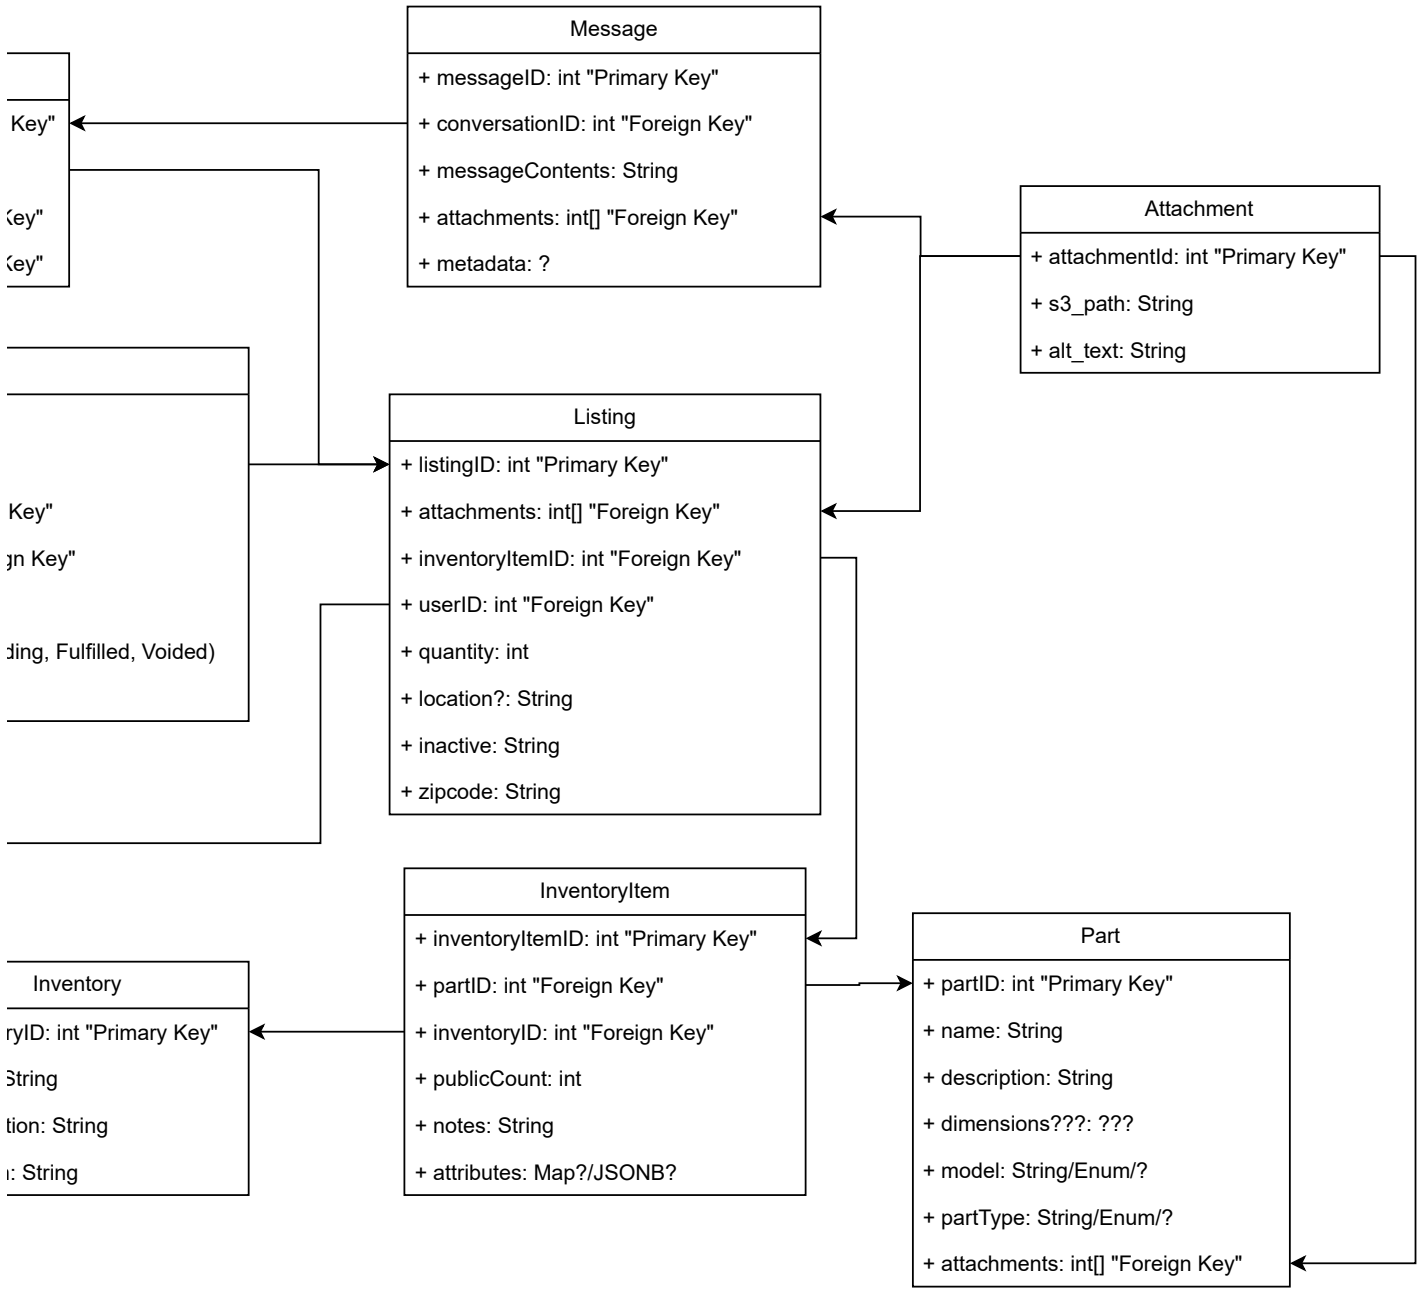 Message
+ messageID: int "Primary Key"
+ conversationID: int "Foreign Key"
+ messageContents: String
+ attachments: int[] "Foreign Key"
+ metadata: ?
Key"
Key"
Key"
Attachment
+ attachmentId: int "Primary Key"
+ s3_path: String
+ alt_text: String
Key"
Key"
Fulfilled, Voided)
Listing
+ listingID: int "Primary Key"
+ attachments: int[] "Foreign Key"
+ inventoryItemID: int "Foreign Key"
+ userID: int "Foreign Key"
+ quantity: int
+ location?: String
+ inactive: String
+ zipcode: String
Inventory
int "Primary Key"
String
String
String
InventoryItem
+ inventoryItemID: int "Primary Key"
+ partID: int "Foreign Key"
+ inventoryID: int "Foreign Key"
+ publicCount: int
+ notes: String
+ attributes: Map?/JSONB?
Part
+ partID: int "Primary Key"
+ name: String
+ description: String
+ dimensions???: ???
+ model: String/Enum/?
+ partType: String/Enum/?
+ attachments: int[] "Foreign Key"